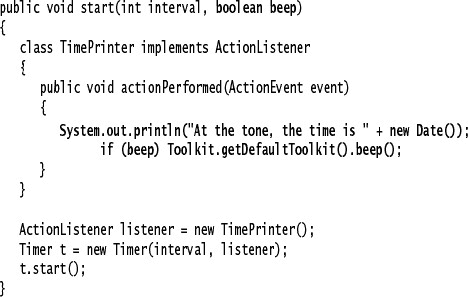 public void start(int interval, boolean beep)
{
class TimePrinter implements ActionListener
{
public void actionPerformed(ActionEvent event)
{
System.out.println("At the tone, the time is " + new Date());
if (beep) Toolkit.getDefaultToolkit().beep();
}
}
ActionListener listener = new TimePrinter();
Timer t = new Timer(interval, listener);
t.start();
}